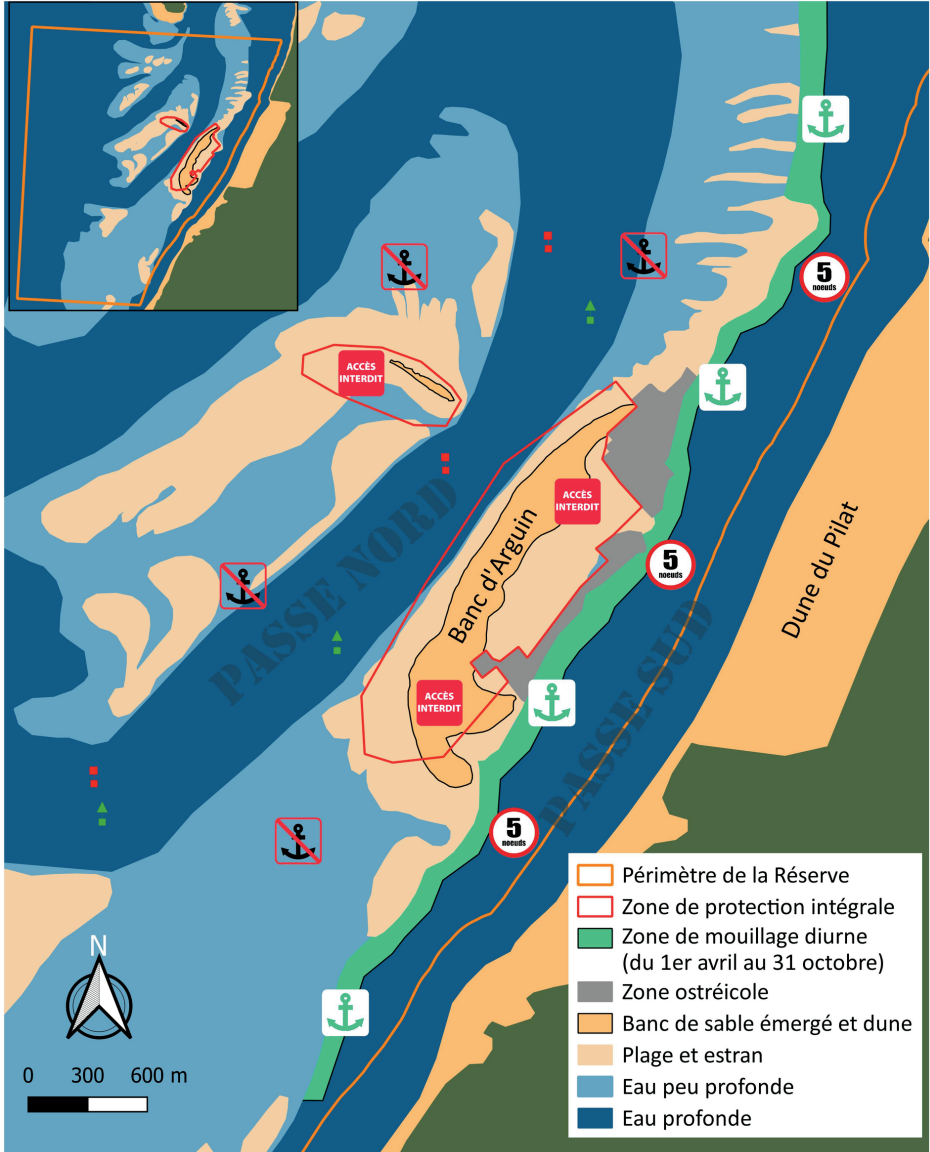 5
noeuds
ACCÈS
INTERDIT
5
noeuds
ACCÈS
INTERDIT
PASSE NORD
Banc d'Arguin
Dune du Pilat
ACCÈS
INTERDIT
PASSE SUD
5
noeuds
N
0 300 600 m
Périmètre de la Réserve
Zone de protection intégrale
Zone de mouillage diurne
(du 1er avril au 31 octobre)
Zone ostréicole
Banc de sable émergé et dune
Plage et estran
Eau peu profonde
Eau profonde